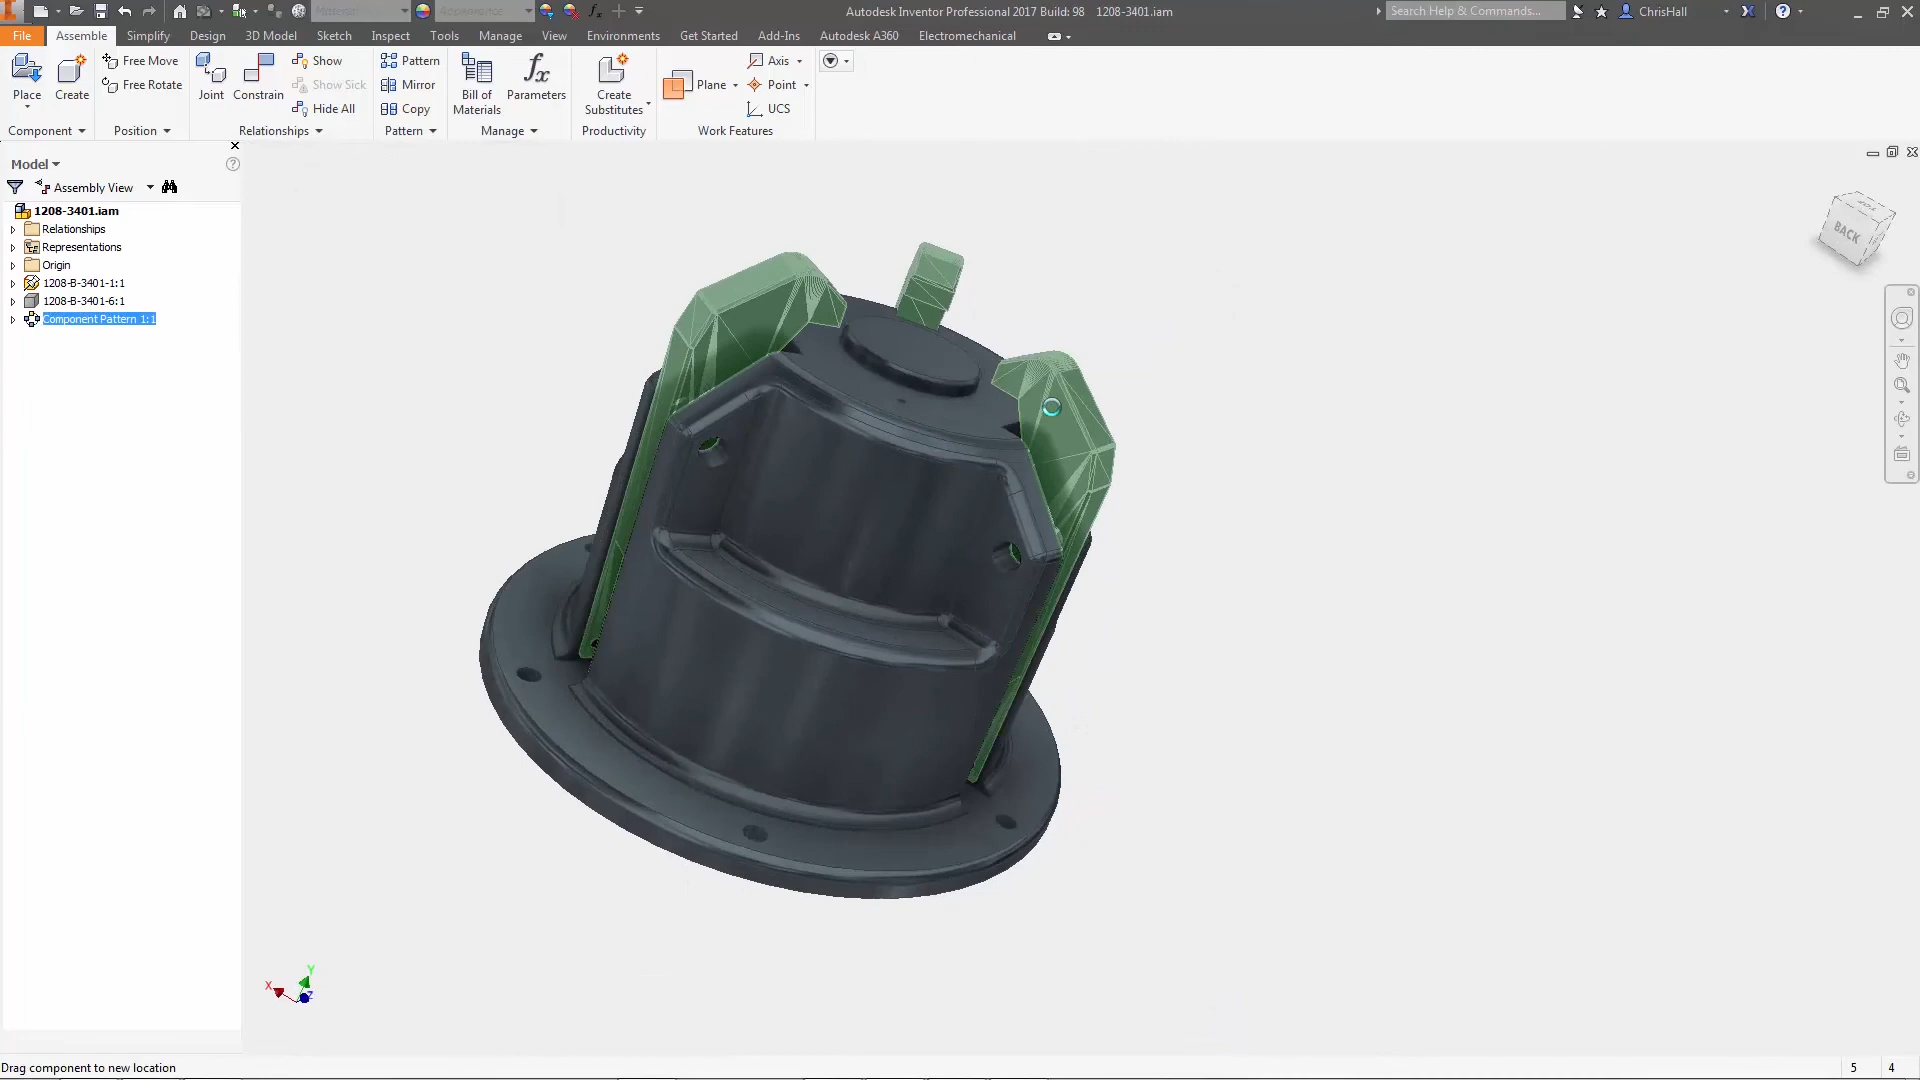 Material
Appearance
fx
Autodesk Inventor Professional 2017 Build: 98 1208-3401.iam
Search Help & Commands...
ChrisHall
File Assemble Simplify Design 3D Model Sketch Inspect Tools Manage View Environments Get Started Add-Ins Autodesk A360 Electromechanical
Place
Create
Free Move
Free Rotate
Joint
Constrain
Show
Show Sick
Hide All
Pattern
Mirror
Copy
Bill of
Materials
fx
Parameters
Create
Substitutes
Plane
Axis
Point
UCS
Component Position Relationships Pattern Manage Productivity Work Features
Model
Assembly View
1208-3401.iam
Relationships
Representations
Origin
1208-B-3401-1:1
1208-B-3401-6:1
Component Pattern 1:1
TOP
BACK
X
Y
Z
Drag component to new location
5 4